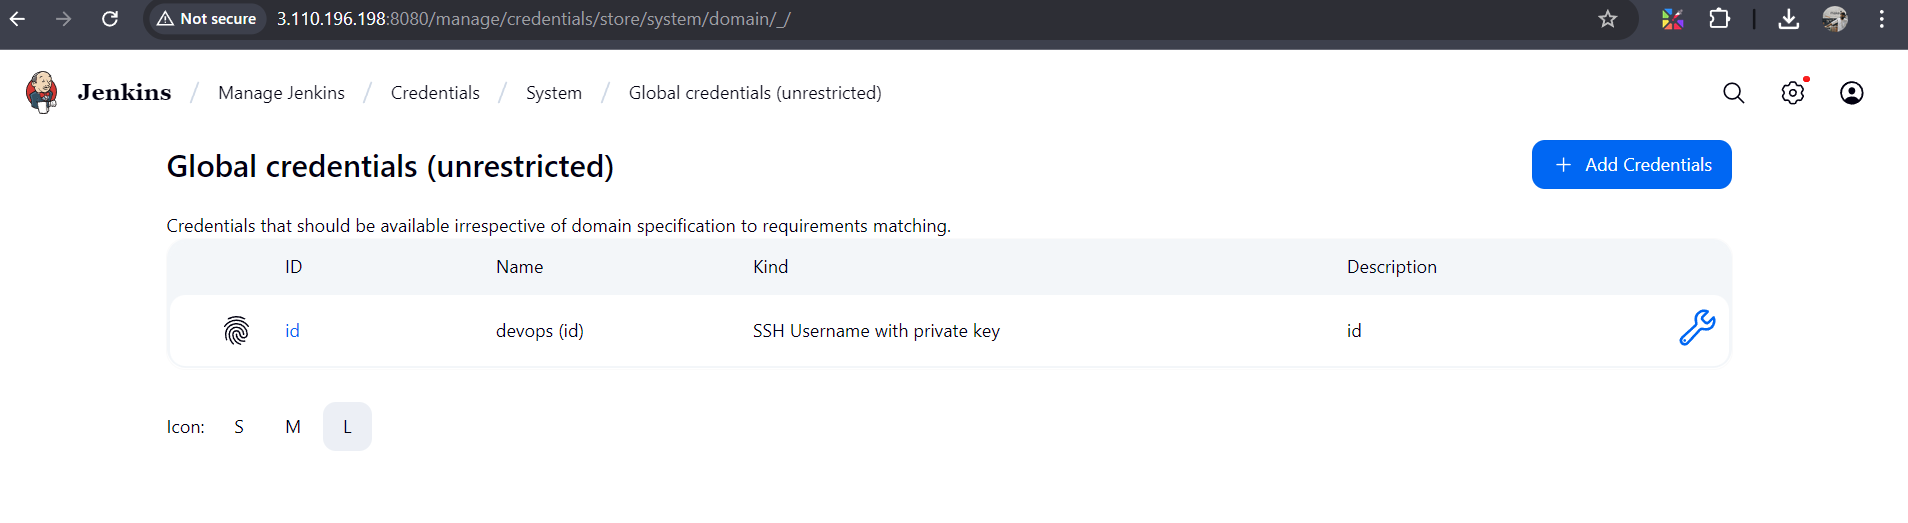 Not secure 3.110.196.198:8080/manage/credentials/store/system/domain/_/
Jenkins / Manage Jenkins / Credentials / System / Global credentials (unrestricted)
Global credentials (unrestricted)
+ Add Credentials
Credentials that should be available irrespective of domain specification to requirements matching.
ID Name Kind Description
id devops (id) SSH Username with private key id
Icon: S M L